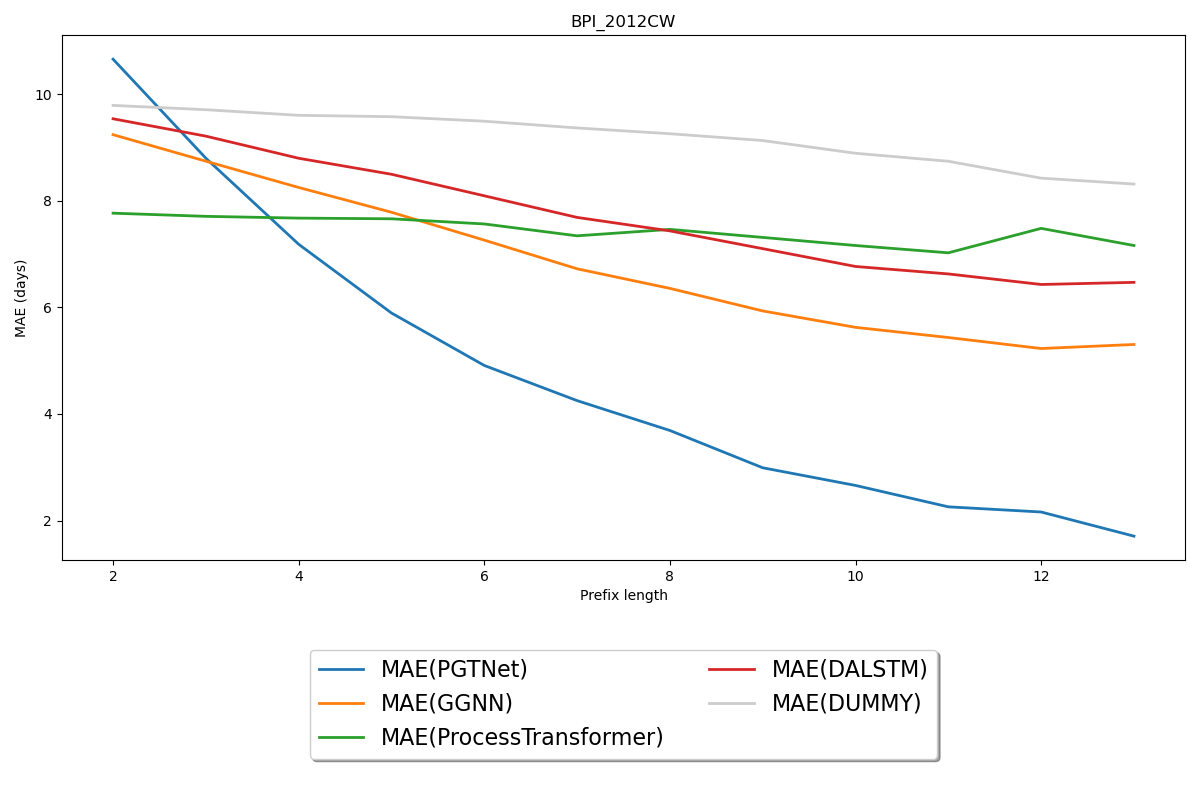 BPI_2012CW
MAE (days)
10
8
6
4
2
2 4 6 8 10 12
Prefix length
MAE(PGTNet)
MAE(GGNN)
MAE(ProcessTransformer)
MAE(DALSTM)
MAE(DUMMY)